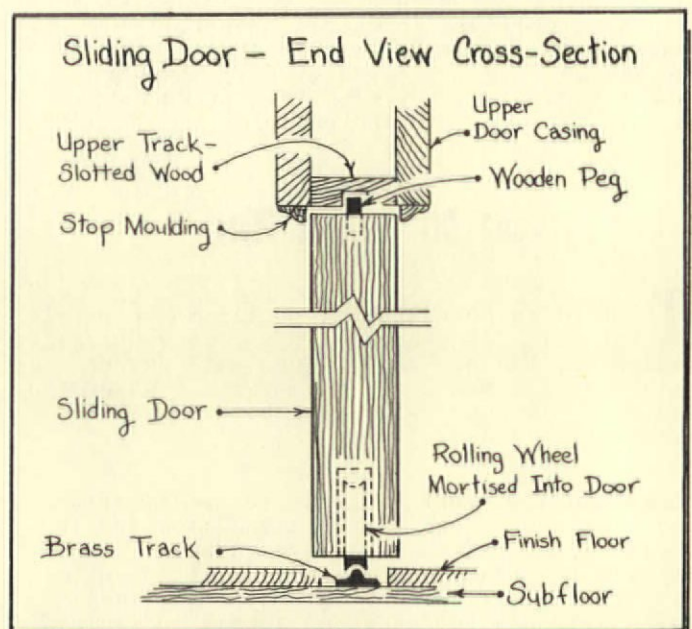 Sliding Door – End View Cross-Section
Upper
Door Casing
Upper Track–
Slotted Wood
Wooden Peg
Stop Moulding
Sliding Door
Rolling Wheel
Mortised Into Door
Brass Track
Finish Floor
Subfloor